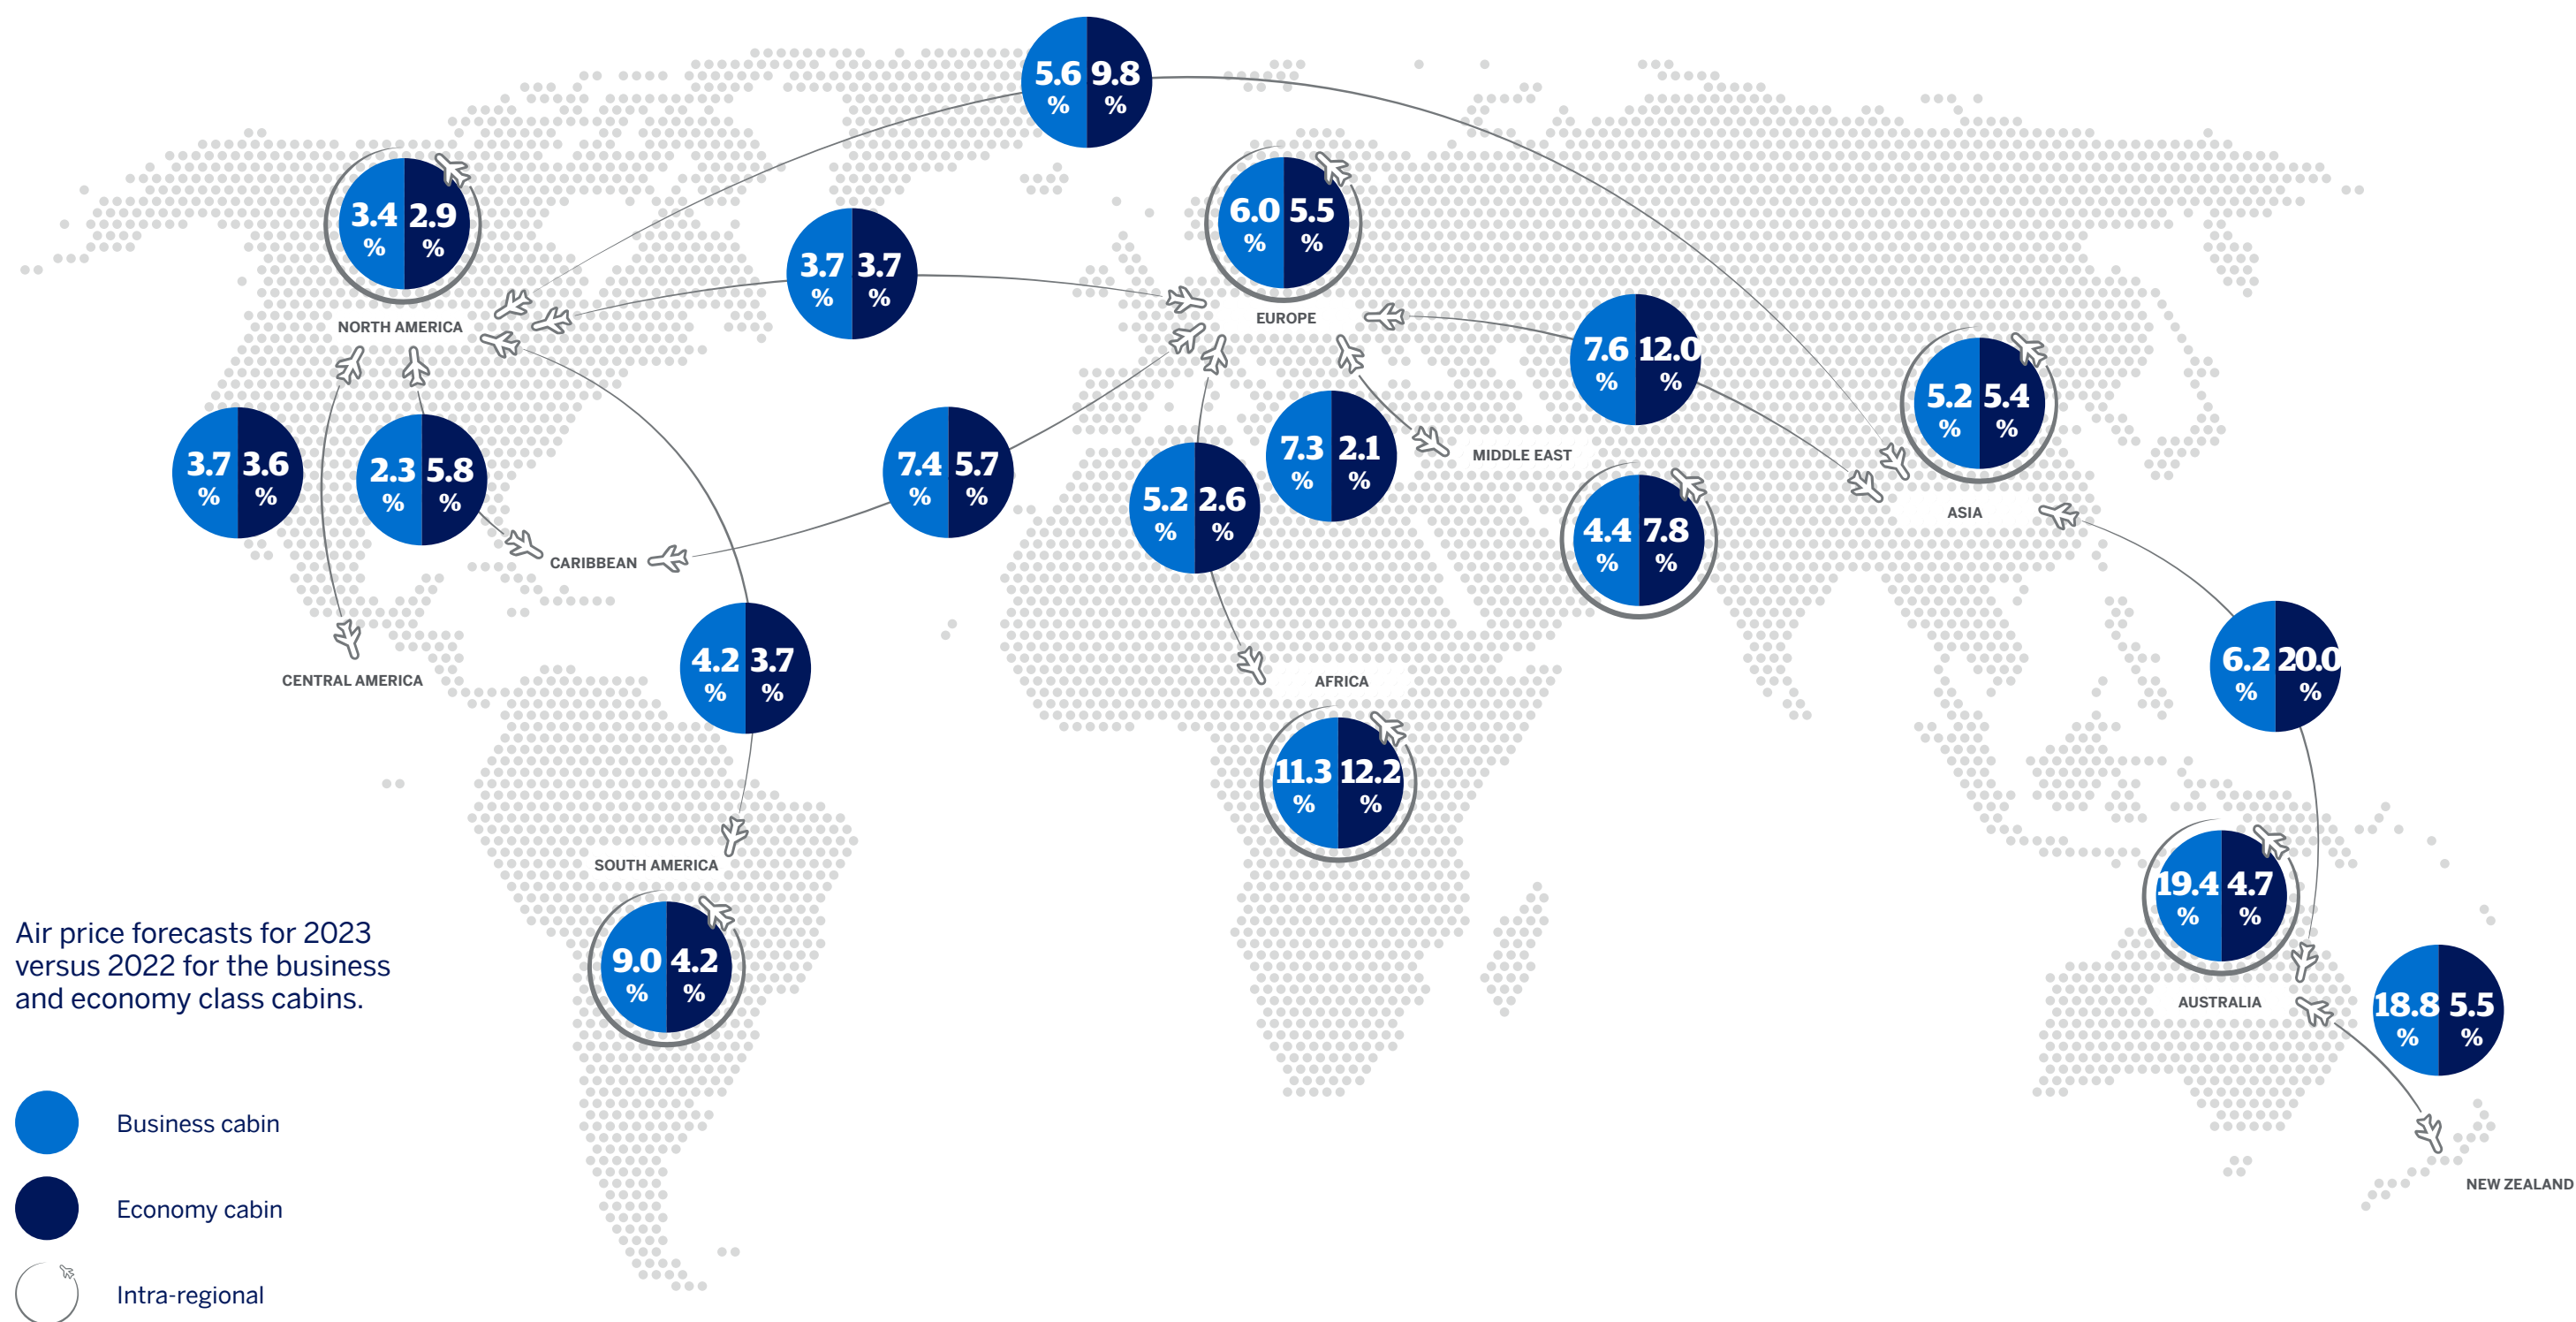 5.6 9.8
% %
3.4 2.9
% %
NORTH AMERICA
3.7 3.7
% %
6.0 5.5
% %
EUROPE
7.6 12.0
% %
5.2 5.4
% %
ASIA
3.7 3.6
% %
2.3 5.8
% %
CARIBBEAN
7.4 5.7
% %
5.2 2.6
% %
7.3 2.1
% %
MIDDLE EAST
4.4 7.8
% %
CENTRAL AMERICA
4.2 3.7
% %
AFRICA
11.3 12.2
% %
6.2 20.0
% %
SOUTH AMERICA
9.0 4.2
% %
19.4 4.7
% %
AUSTRALIA
18.8 5.5
% %
NEW ZEALAND
Air price forecasts for 2023
versus 2022 for the business
and economy class cabins.
Business cabin
Economy cabin
Intra-regional